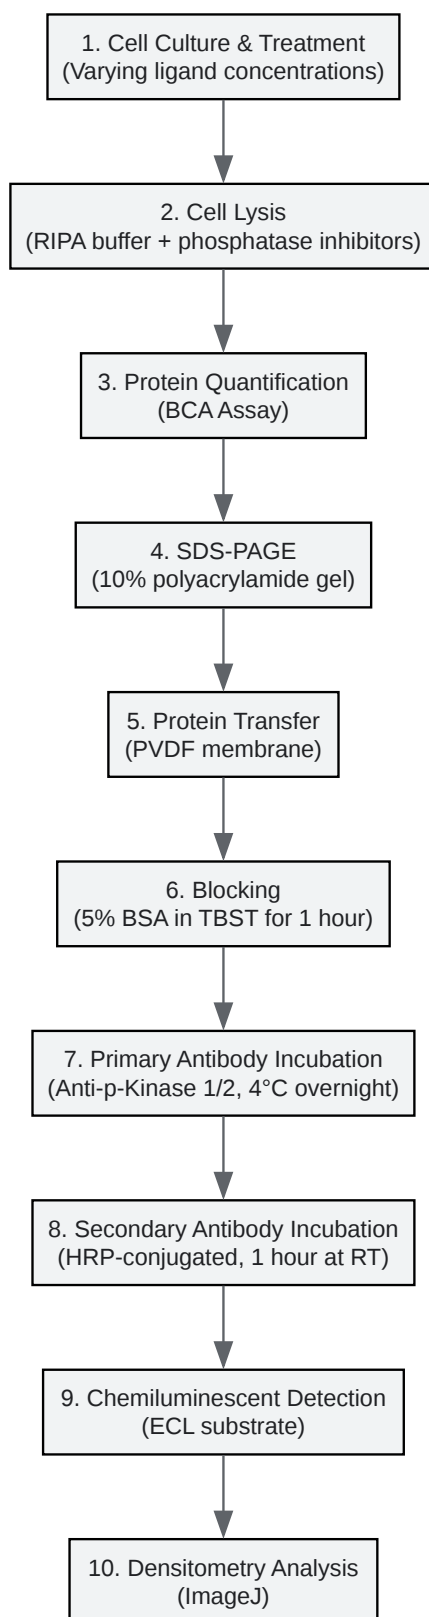 1. Cell Culture & Treatment
(Varying ligand concentrations)
2. Cell Lysis
(RIPA buffer + phosphatase inhibitors)
3. Protein Quantification
(BCA Assay)
4. SDS-PAGE
(10% polyacrylamide gel)
5. Protein Transfer
(PVDF membrane)
6. Blocking
(5% BSA in TBST for 1 hour)
7. Primary Antibody Incubation
(Anti-p-Kinase 1/2, 4°C overnight)
8. Secondary Antibody Incubation
(HRP-conjugated, 1 hour at RT)
9. Chemiluminescent Detection
(ECL substrate)
10. Densitometry Analysis
(ImageJ)